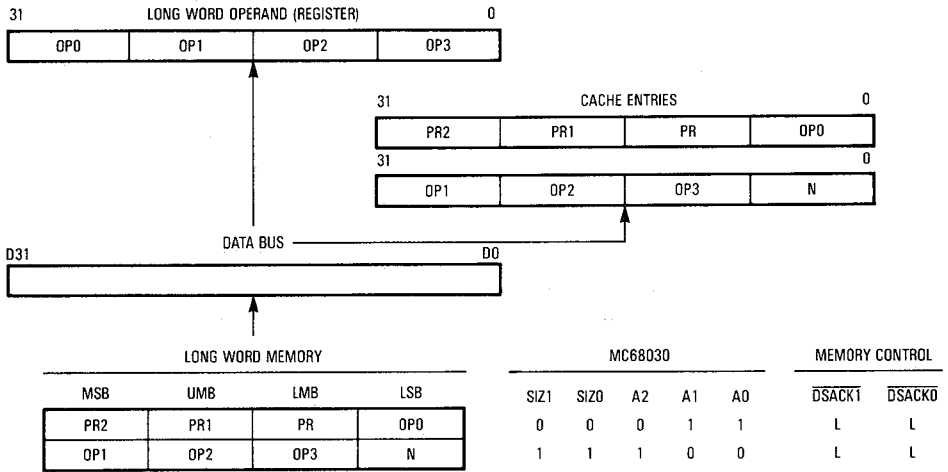 31 LONG WORD OPERAND (REGISTER) 0
OP0 OP1 OP2 OP3
31 CACHE ENTRIES 0
PR2 PR1 PR OP0
31 0
OP1 OP2 OP3 N
DATA BUS
D31 D0
LONG WORD MEMORY MC68030 MEMORY CONTROL
MSB UMB LMB LSB SIZ1 SIZ0 A2 A1 A0 DSACK1 DSACK0
PR2 PR1 PR OP0 0 0 0 1 1 L L
OP1 OP2 OP3 N 1 1 1 0 0 L L